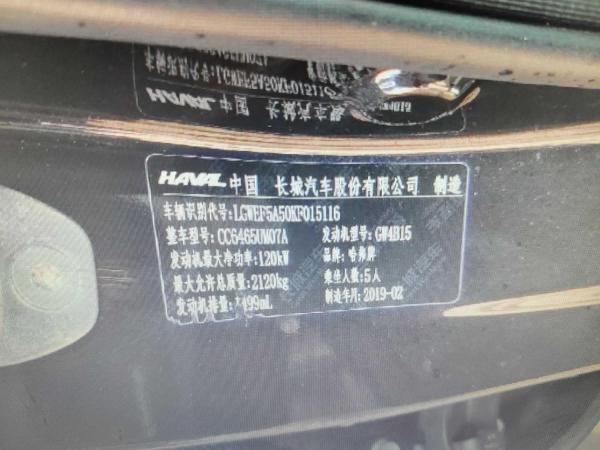 HAVAL 中国 长城汽车股份有限公司 制造
车辆识别代号:LGWEF5A50KF015116
整车型号:CC6465UM07A 发动机型号:GW4B15
发动机最大净功率:120kW 品牌:哈弗牌
最大允许总质量:2120kg 乘坐人数:5人
发动机排量:1499mL 制造年月:2019-02